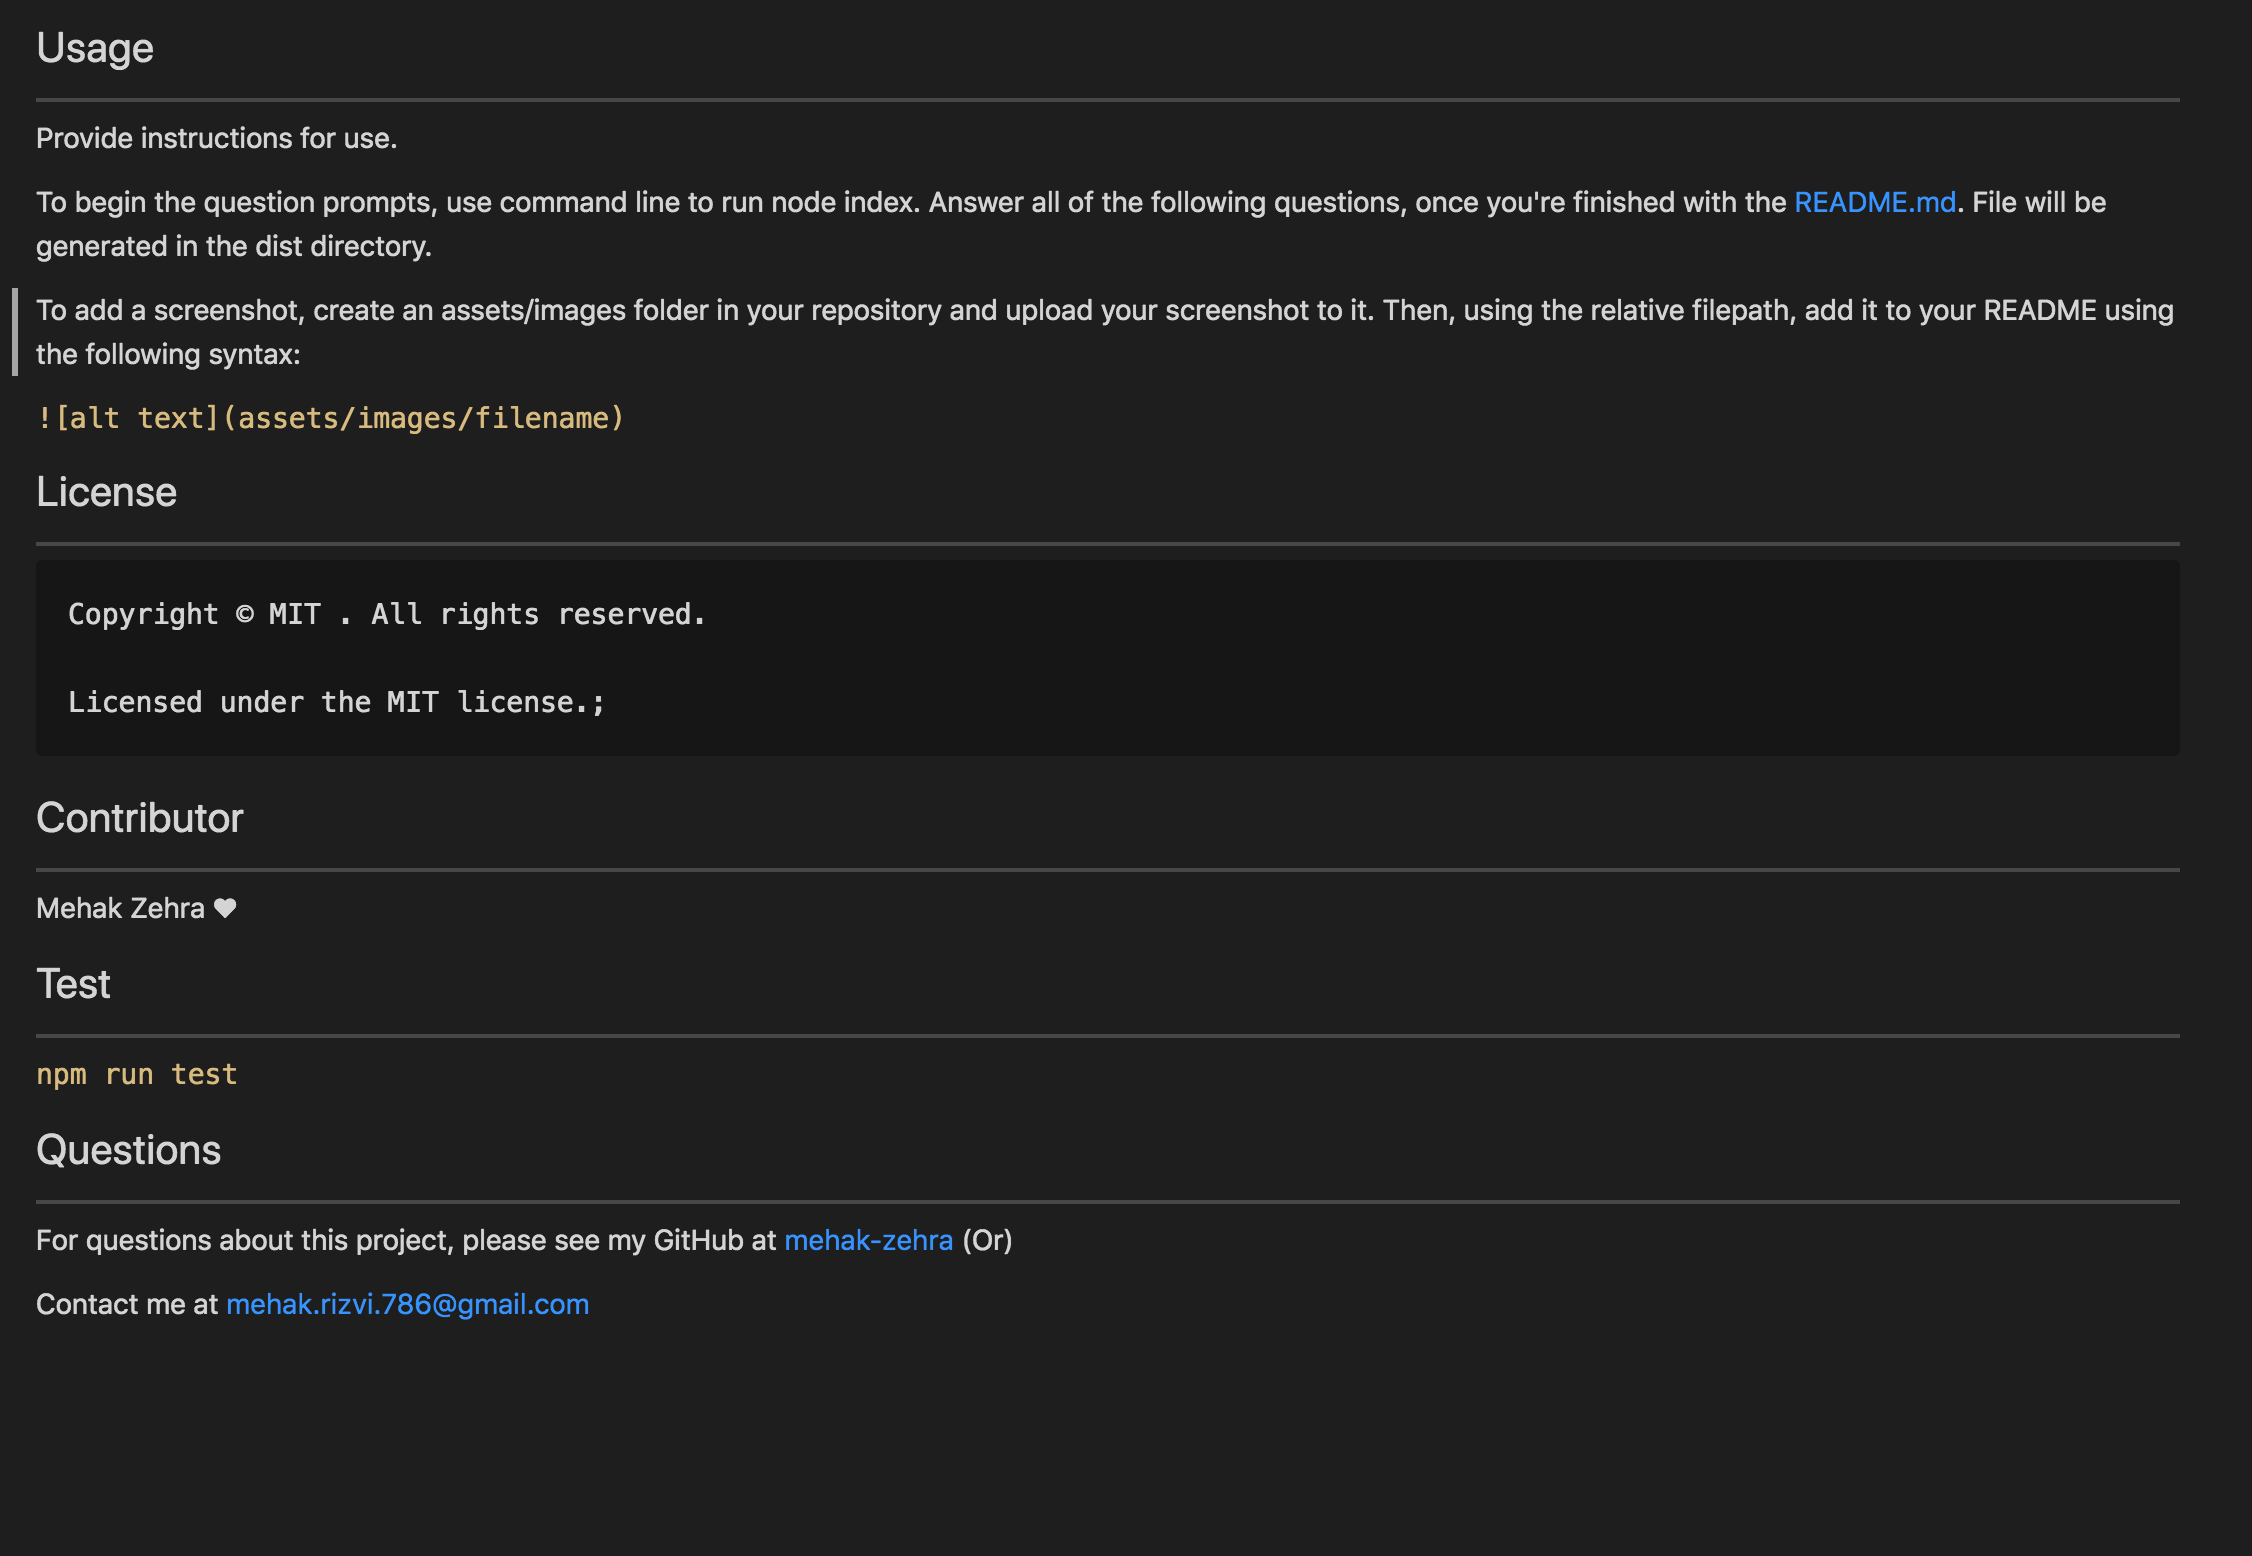 Usage
Provide instructions for use.
To begin the question prompts, use command line to run node index. Answer all of the following questions, once you're finished with the README.md. File will be
generated in the dist directory.
To add a screenshot, create an assets/images folder in your repository and upload your screenshot to it. Then, using the relative filepath, add it to your README using
the following syntax:
![alt text](assets/images/filename)
License
Copyright © MIT . All rights reserved.
Licensed under the MIT license.;
Contributor
Mehak Zehra ♥
Test
npm run test
Questions
For questions about this project, please see my GitHub at mehak-zehra (Or)
Contact me at mehak.rizvi.786@gmail.com